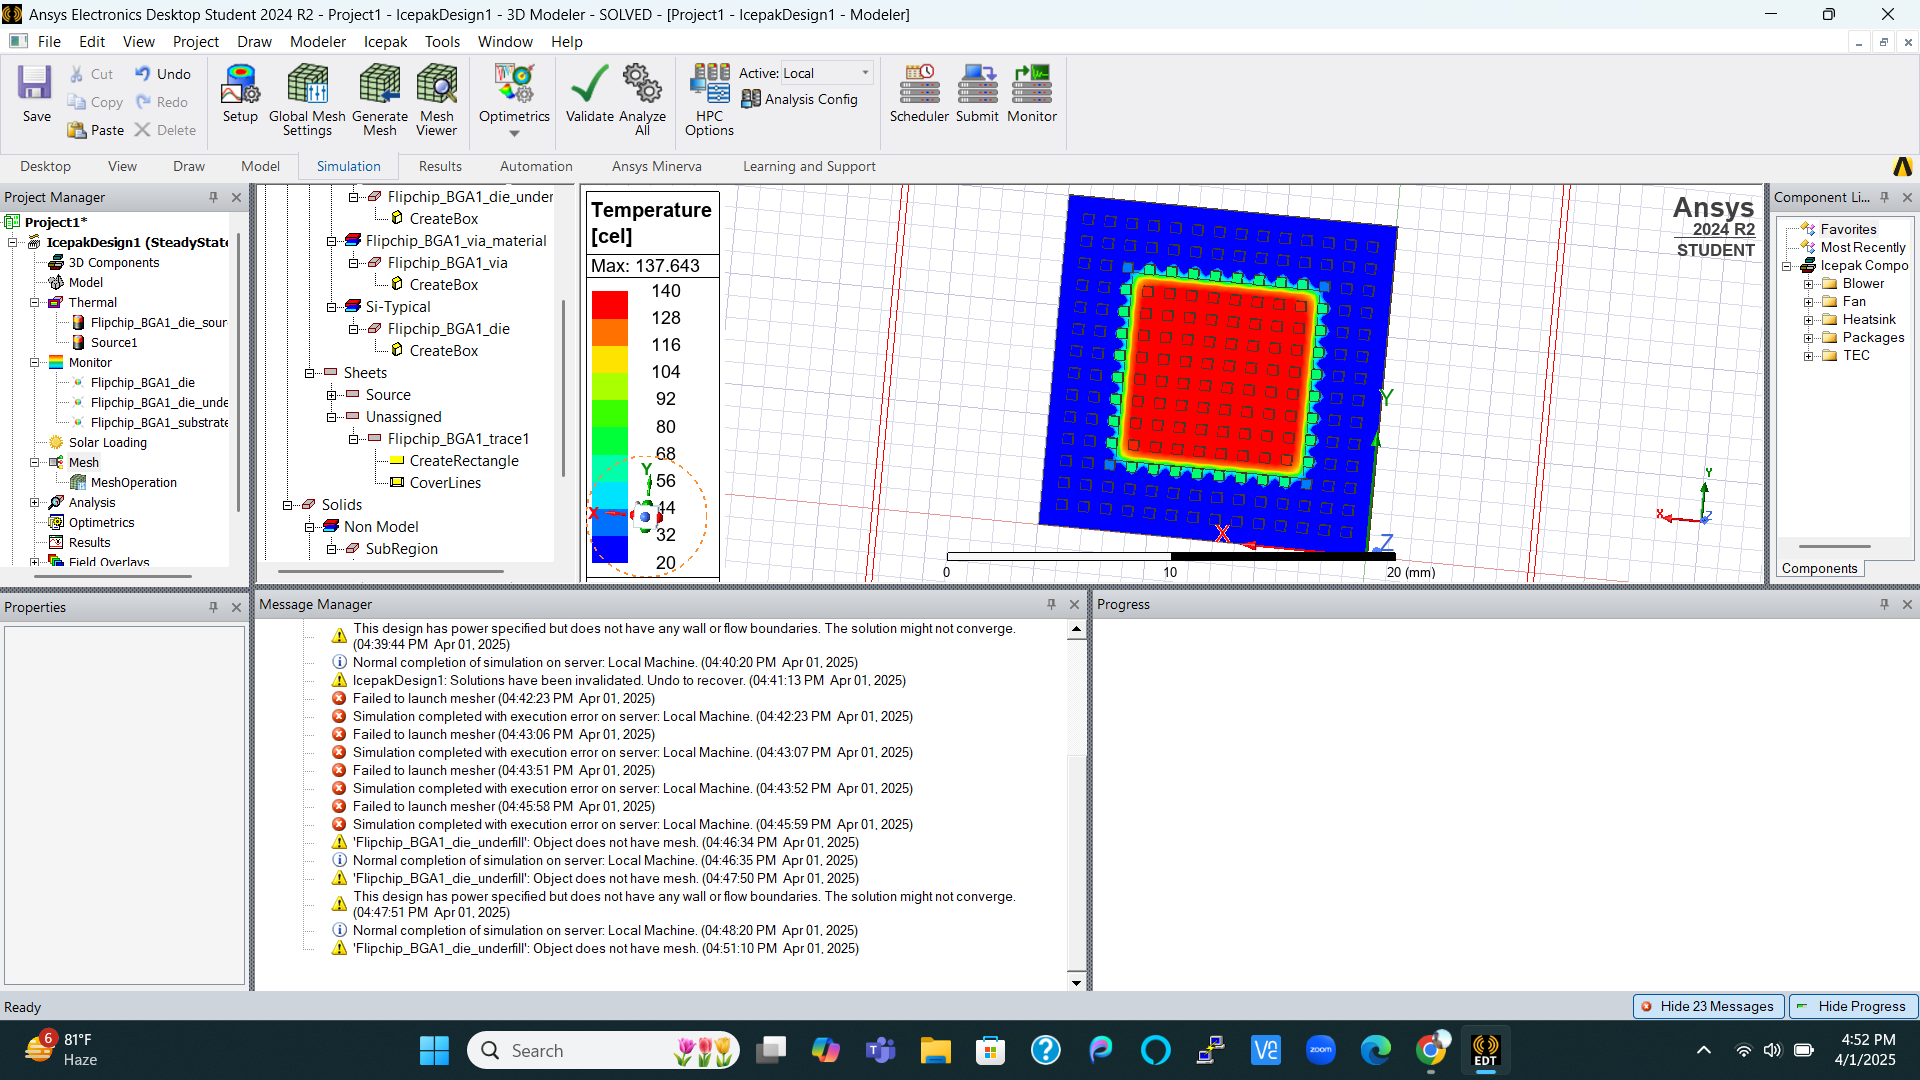 Ansys Electronics Desktop Student 2024 R2 - Project1 - IcepakDesign1 - 3D Modeler - SOLVED - [Project1 - IcepakDesign1 - Modeler]
File Edit View Project Draw Modeler Icepak Tools Window Help
Save
Cut
Copy
Paste
Undo
Redo
Delete
Setup
Global Mesh
Settings
Generate
Mesh
Mesh
Viewer
Optimetrics
Validate
Analyze
All
HPC
Options
Active: Local
Analysis Config
Scheduler
Submit
Monitor
Desktop View Draw Model Simulation Results Automation Ansys Minerva Learning and Support
Project Manager
Project1*
IcepakDesign1 (SteadyState
3D Components
Model
Thermal
Flipchip_BGA1_die_sour
Source1
Monitor
Flipchip_BGA1_die
Flipchip_BGA1_die_unde
Flipchip_BGA1_substrate
Solar Loading
Mesh
MeshOperation
Analysis
Optimetrics
Results
Field Overlays
Flipchip_BGA1_die_under
CreateBox
Flipchip_BGA1_via_material
Flipchip_BGA1_via
CreateBox
Si-Typical
Flipchip_BGA1_die
CreateBox
Sheets
Source
Unassigned
Flipchip_BGA1_trace1
CreateRectangle
CoverLines
Solids
Non Model
SubRegion
Temperature
[cel]
Max: 137.643
140
128
116
104
92
80
68
56
44
32
20
Y
X
Y
X
Z
0 10 20 (mm)
Ansys
2024 R2
STUDENT
Y
X
Z
Component Li...
Favorites
Most Recently
Icepak Compo
Blower
Fan
Heatsink
Packages
TEC
Components
Properties
Message Manager
This design has power specified but does not have any wall or flow boundaries. The solution might not converge.
(04:39:44 PM Apr 01, 2025)
Normal completion of simulation on server: Local Machine. (04:40:20 PM Apr 01, 2025)
IcepakDesign1: Solutions have been invalidated. Undo to recover. (04:41:13 PM Apr 01, 2025)
Failed to launch mesher (04:42:23 PM Apr 01, 2025)
Simulation completed with execution error on server: Local Machine. (04:42:23 PM Apr 01, 2025)
Failed to launch mesher (04:43:06 PM Apr 01, 2025)
Simulation completed with execution error on server: Local Machine. (04:43:07 PM Apr 01, 2025)
Failed to launch mesher (04:43:51 PM Apr 01, 2025)
Simulation completed with execution error on server: Local Machine. (04:43:52 PM Apr 01, 2025)
Failed to launch mesher (04:45:58 PM Apr 01, 2025)
Simulation completed with execution error on server: Local Machine. (04:45:59 PM Apr 01, 2025)
'Flipchip_BGA1_die_underfill': Object does not have mesh. (04:46:34 PM Apr 01, 2025)
Normal completion of simulation on server: Local Machine. (04:46:35 PM Apr 01, 2025)
'Flipchip_BGA1_die_underfill': Object does not have mesh. (04:47:50 PM Apr 01, 2025)
This design has power specified but does not have any wall or flow boundaries. The solution might not converge.
(04:47:51 PM Apr 01, 2025)
Normal completion of simulation on server: Local Machine. (04:48:20 PM Apr 01, 2025)
'Flipchip_BGA1_die_underfill': Object does not have mesh. (04:51:10 PM Apr 01, 2025)
Progress
Ready
Hide 23 Messages
Hide Progress
6
81°F
Haze
Search
zoom
EDT
4:52 PM
4/1/2025